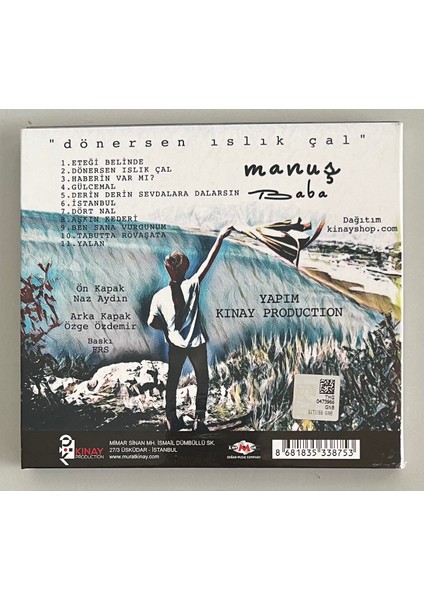 "dönersen ıslık çal"
1.ETEĞİ BELİNDE
2.DÖNERSEN ISLIK ÇAL
3.HABERİN VAR MI?
4.GÜLCEMAL
5.DERİN DERİN SEVDALARA DALARSIN
6.İSTANBUL
7.DÖRT NAL
8.AŞKIN KEDERİ
9.BEN SANA VURGUNUM
10.TABUTTA RÖVAŞATA
11.YALAN
manuş
Baba
Dağıtım
kinayshop.com
Ön Kapak
Naz Aydın
Arka Kapak
Özge Özdemir
Baskı
FRS
YAPIM
KINAY PRODUCTION
KINAY
PRODUCTION
MİMAR SİNAN MH. İSMAİL DÜMBÜLLÜ SK.
27/3 ÜSKÜDAR - İSTANBUL
www.muratkinay.com
8 681835 338753